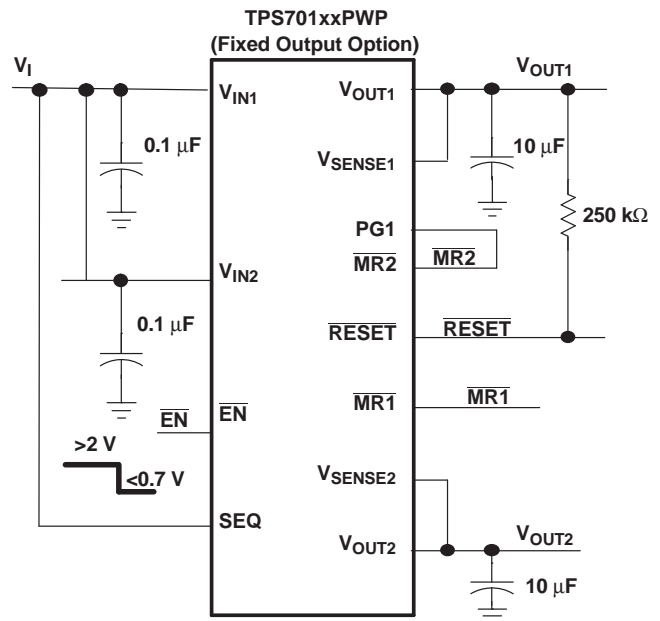 TPS701xxPWP
(Fixed Output Option)
VI
VIN1
VOUT1
VOUT1
0.1 μF
10 μF
VSENSE1
250 kΩ
PG1
MR2
MR2
VIN2
0.1 μF
RESET
RESET
MR1
MR1
EN
EN
>2 V
<0.7 V
VSENSE2
SEQ
VOUT2
VOUT2
10 μF